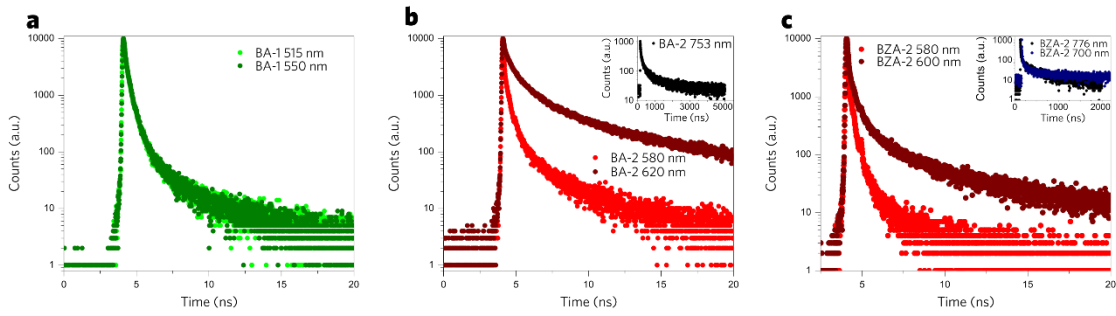 a
BA-1 515 nm
BA-1 550 nm
10000
1000
100
10
1
Counts (a.u.)
0
5
10
15
20
Time (ns)
b
BA-2 580 nm
BA-2 620 nm
10000
1000
100
10
1
Counts (a.u.)
0
5
10
15
20
Time (ns)
BA-2 753 nm
1000
100
10
Counts (a.u.)
0
1000
3000
5000
Time (ns)
c
BZA-2 580 nm
BZA-2 600 nm
10000
1000
100
10
1
Counts (a.u.)
5
10
15
20
Time (ns)
BZA-2 776 nm
BZA-2 700 nm
1000
100
10
1
Counts (a.u.)
0
1000
2000
Time (ns)